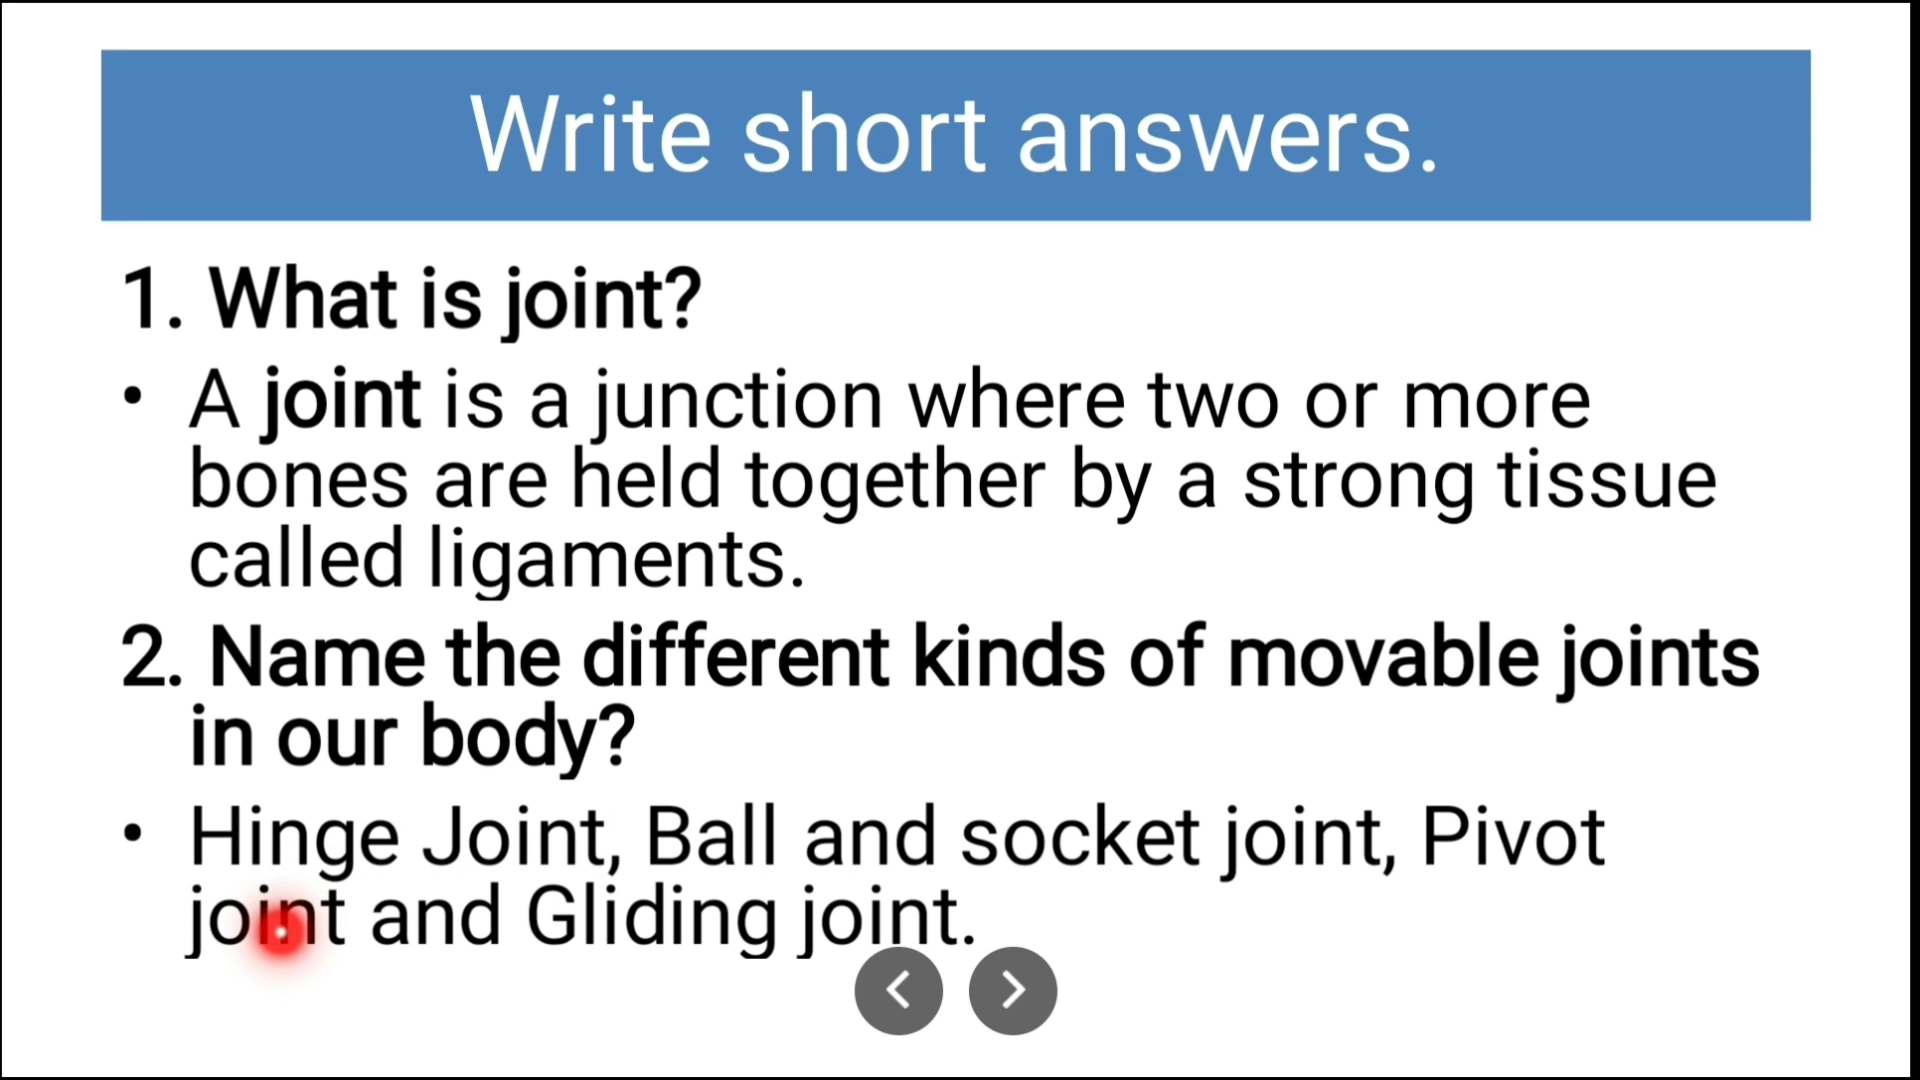 Write short answers.
1. What is joint?
• A joint is a junction where two or more
bones are held together by a strong tissue
called ligaments.
2. Name the different kinds of movable joints
in our body?
• Hinge Joint, Ball and socket joint, Pivot
joint and Gliding joint.